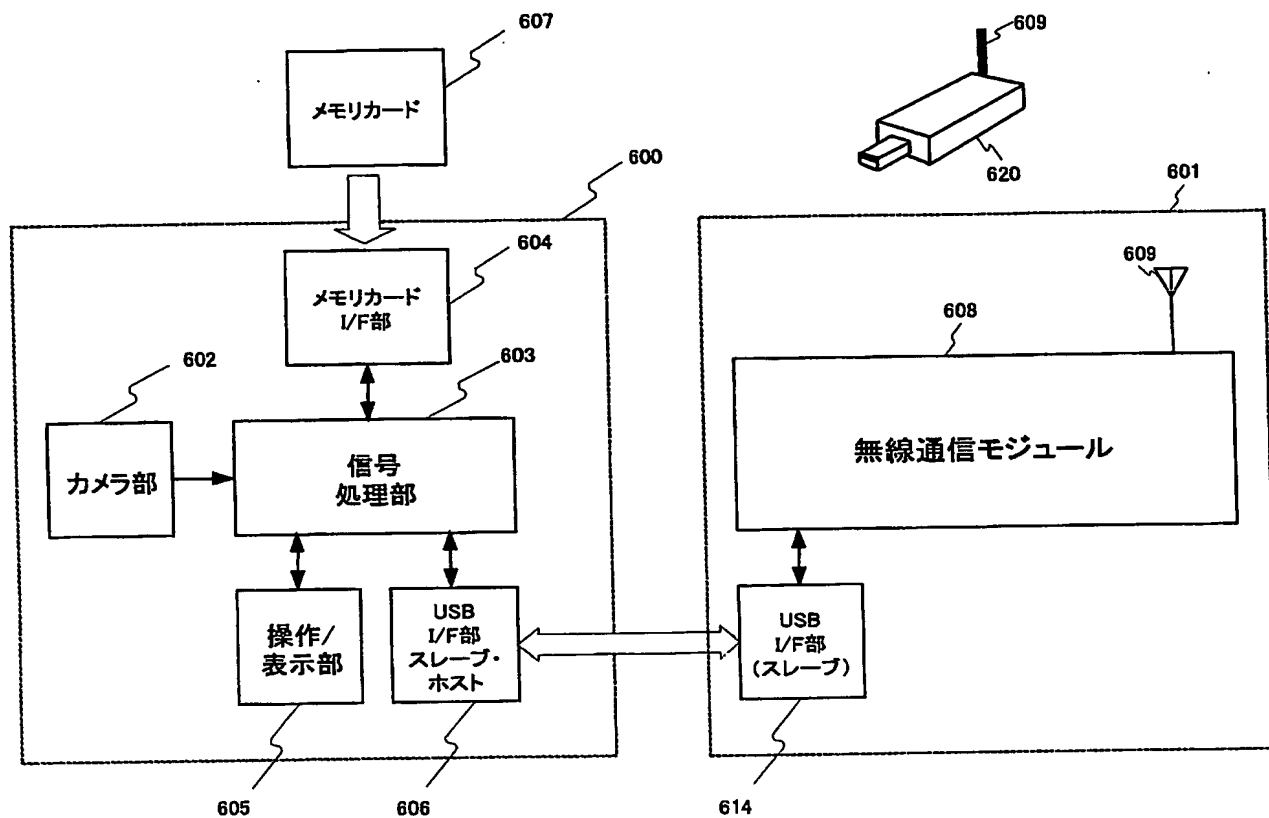 607
メモリカード
609
620
600
601
604
メモリカード
I/F部
609
608
602
603
カメラ部
信号
処理部
無線通信モジュール
操作/
表示部
USB
I/F部
スレーブ・
ホスト
USB
I/F部
(スレーブ)
605
606
614